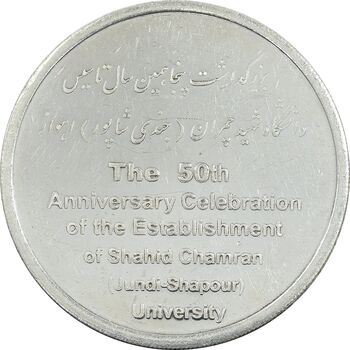 بزرگداشت پنجاهمین سال تاسیس
دانشگاه شهید چمران (جندی شاپور) اهواز
The 50th
Anniversary Celebration
of the Establishment
of Shahid Chamran
(Jundi-Shapour)
University